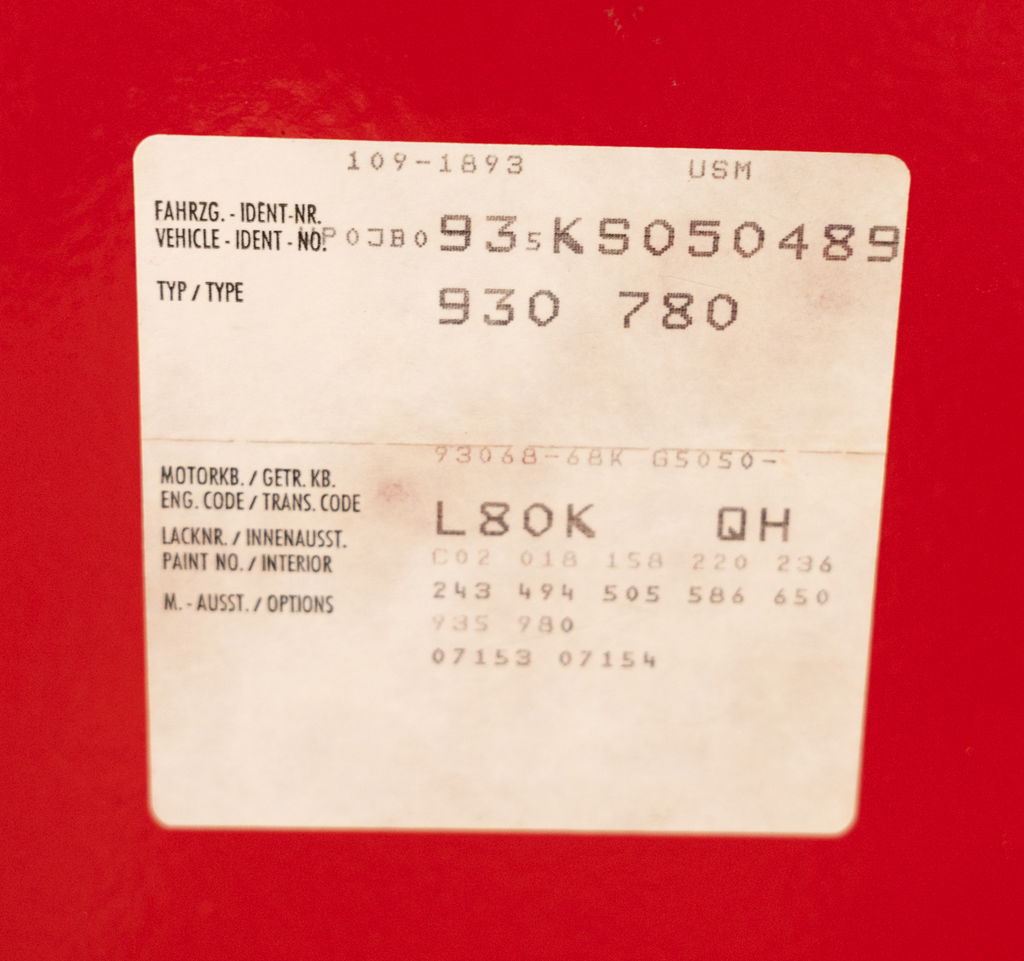 109-1893 USM
FAHRZG. - IDENT-NR.
VEHICLE - IDENT - NO. WP0JB0935KS050489
TYP / TYPE 930 780
93068-68K G5050-
MOTORKB. / GETR. KB.
ENG. CODE / TRANS. CODE
L80K QH
LACKNR. / INNENAUSST.
PAINT NO. / INTERIOR
C02 018 158 220 236
243 494 505 586 650
M. - AUSST. / OPTIONS
935 980
07153 07154